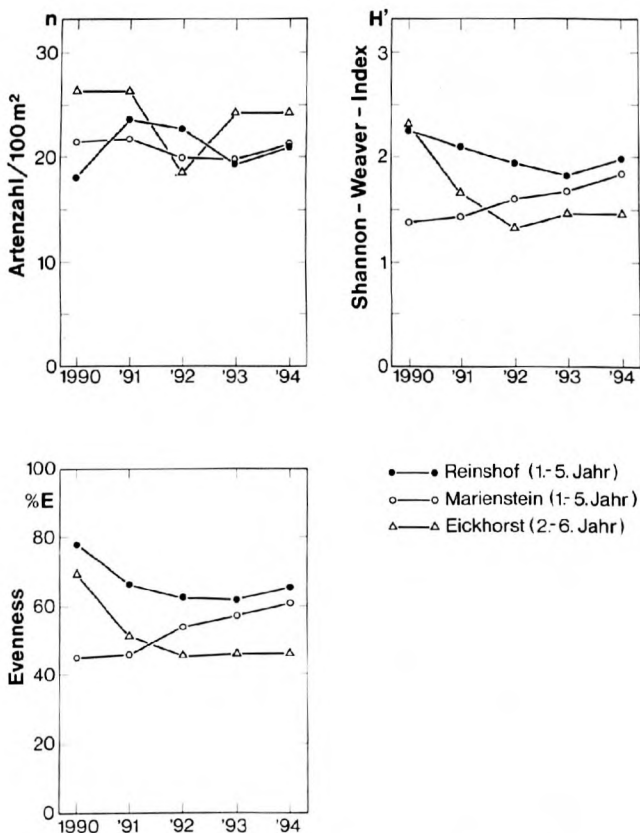 n
Artenzahl/100m²
30
20
10
0
1990 '91 '92 '93 '94
H'
Shannon-Weaver-Index
3
2
1
0
1990 '91 '92 '93 '94
100
%E
80
60
40
20
0
Evenness
1990 '91 '92 '93 '94
Reinshof (1.-5. Jahr)
Marienstein (1.-5. Jahr)
Eickhorst (2.-6. Jahr)